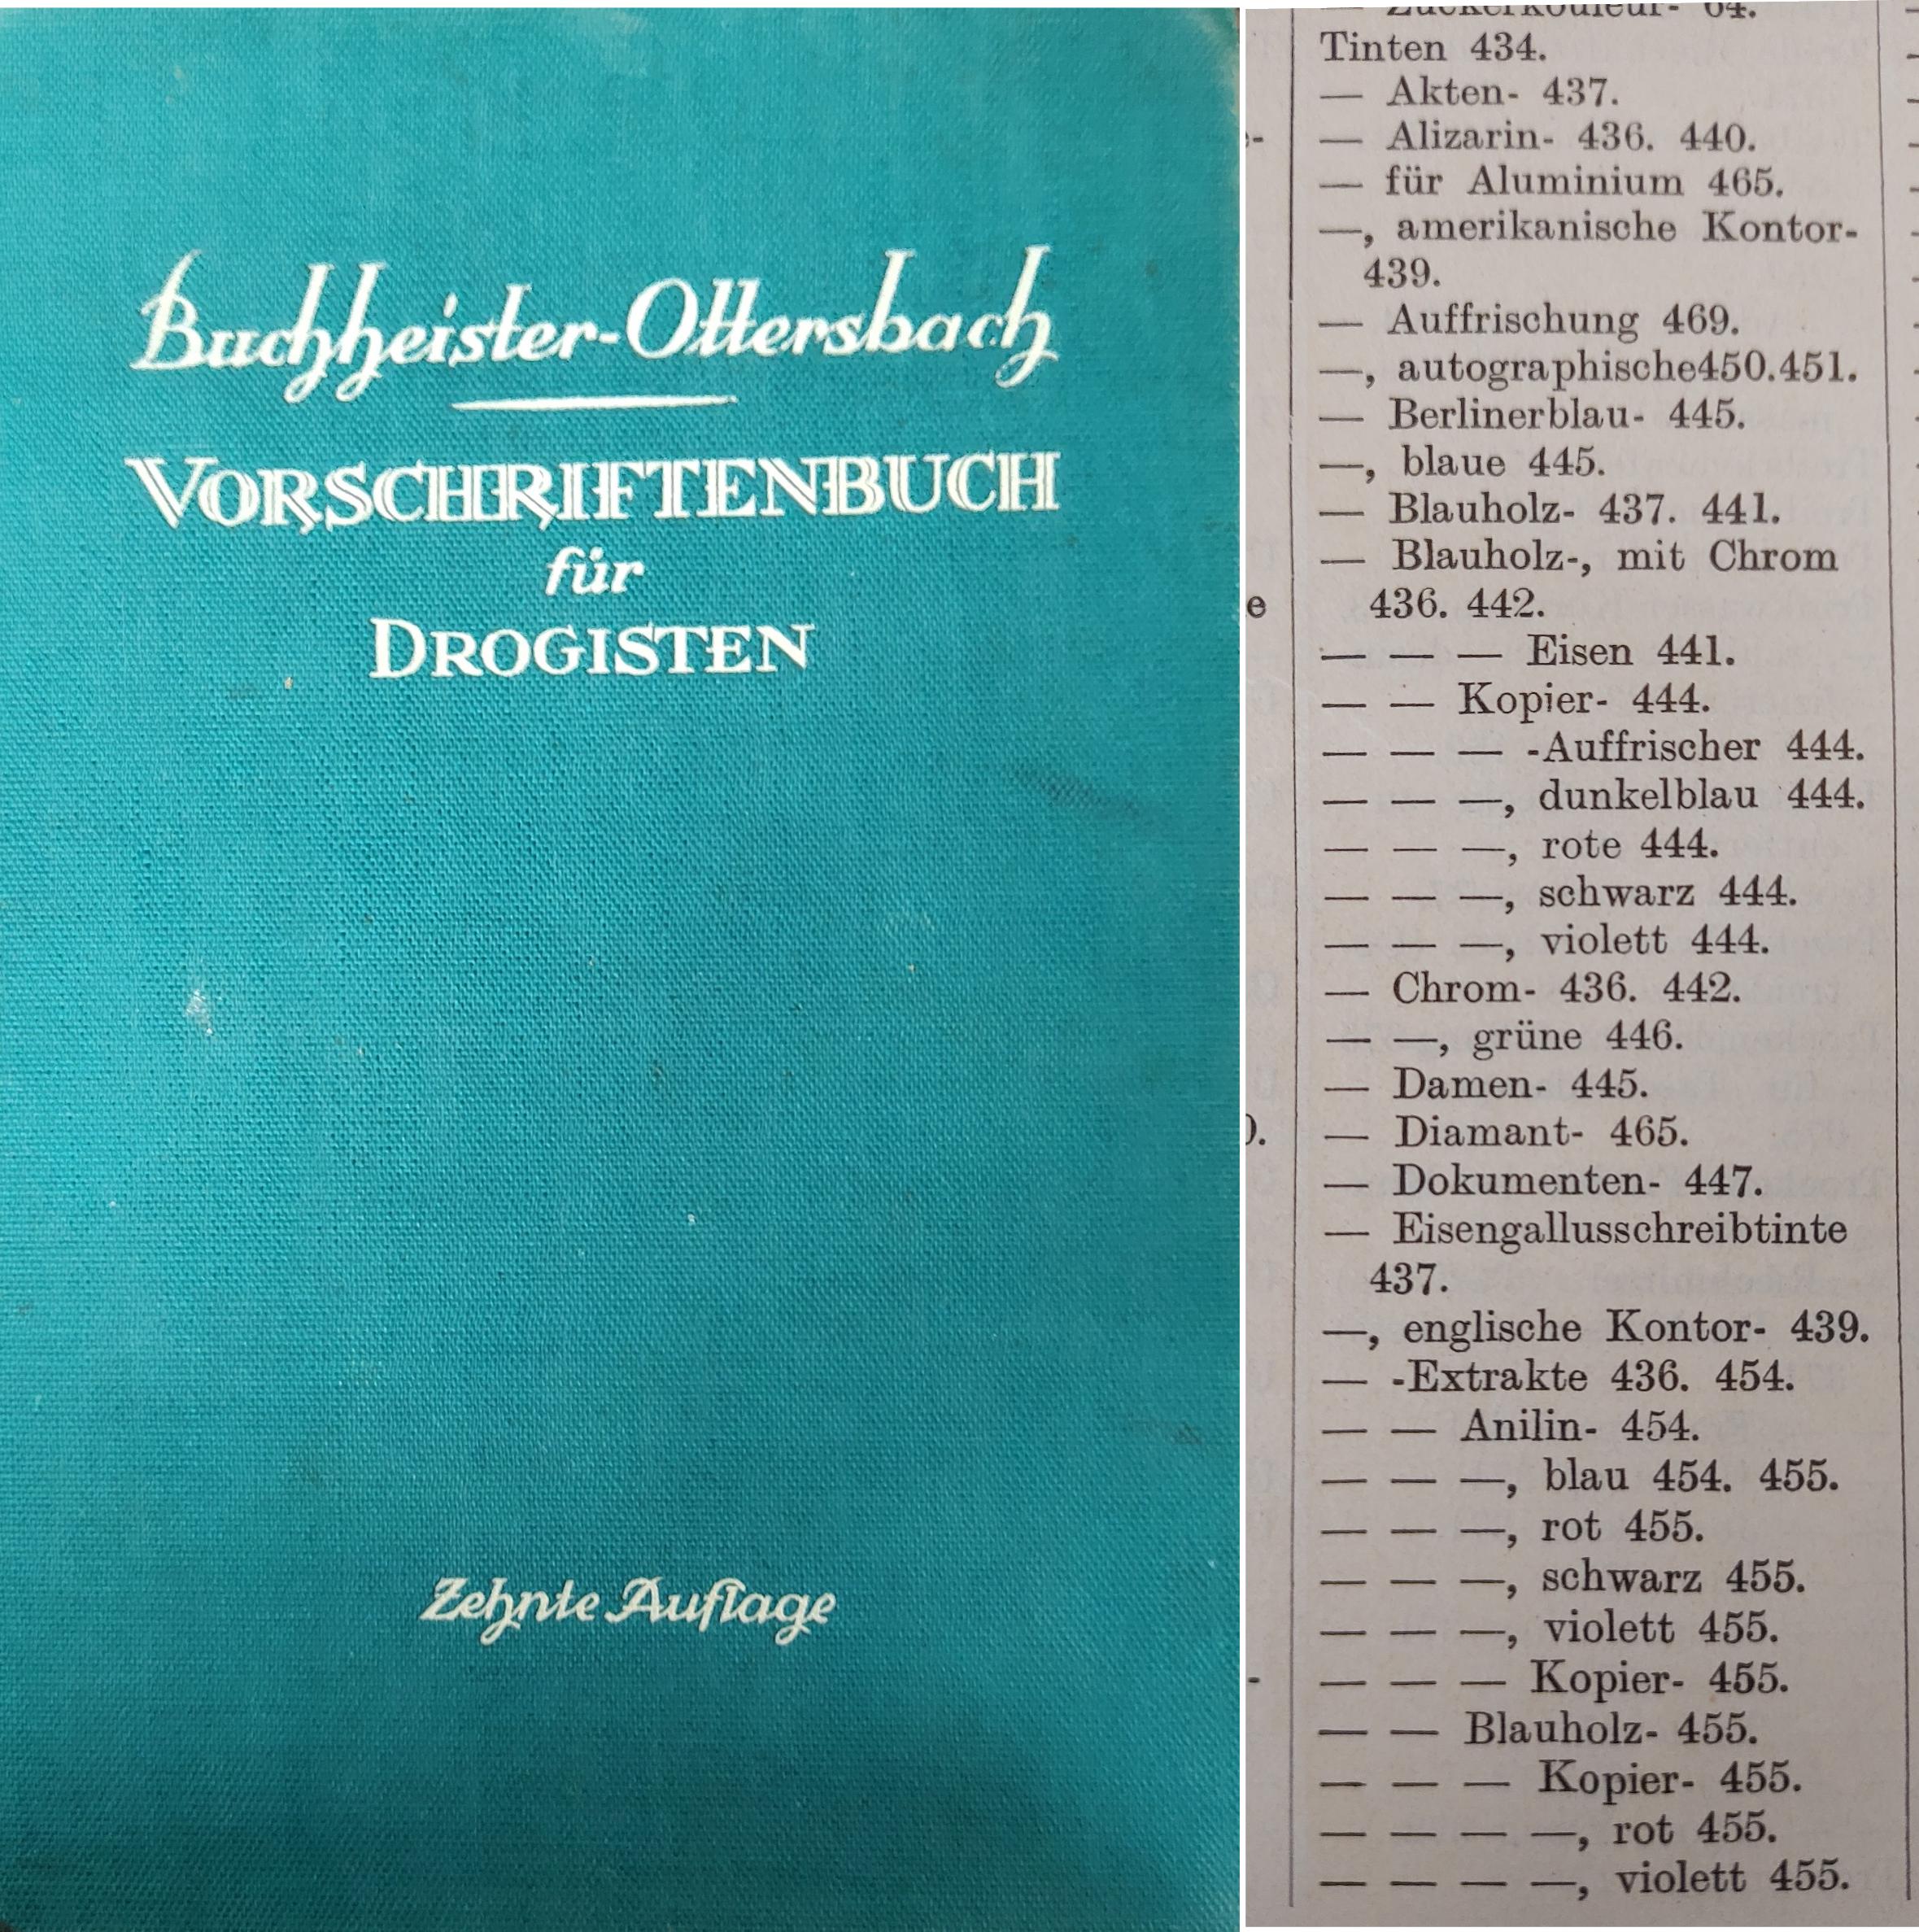 Buchheister-Ottersbach
VORSCHRIFTENBUCH
für
DROGISTEN
Zehnte Auflage
— Zuckerkouleur- 64.
Tinten 434.
— Akten- 437.
— Alizarin- 436. 440.
— für Aluminium 465.
—, amerikanische Kontor-
439.
— Auffrischung 469.
—, autographische450.451.
— Berlinerblau- 445.
—, blaue 445.
— Blauholz- 437. 441.
— Blauholz-, mit Chrom
436. 442.
— — — Eisen 441.
— — Kopier- 444.
— — — -Auffrischer 444.
— — —, dunkelblau 444.
— — —, rote 444.
— — —, schwarz 444.
— — —, violett 444.
— Chrom- 436. 442.
— —, grüne 446.
— Damen- 445.
— Diamant- 465.
— Dokumenten- 447.
— Eisengallusschreibtinte
437.
—, englische Kontor- 439.
— -Extrakte 436. 454.
— — Anilin- 454.
— — —, blau 454. 455.
— — —, rot 455.
— — —, schwarz 455.
— — —, violett 455.
— — — Kopier- 455.
— — Blauholz- 455.
— — — Kopier- 455.
— — — —, rot 455.
— — — —, violett 455.